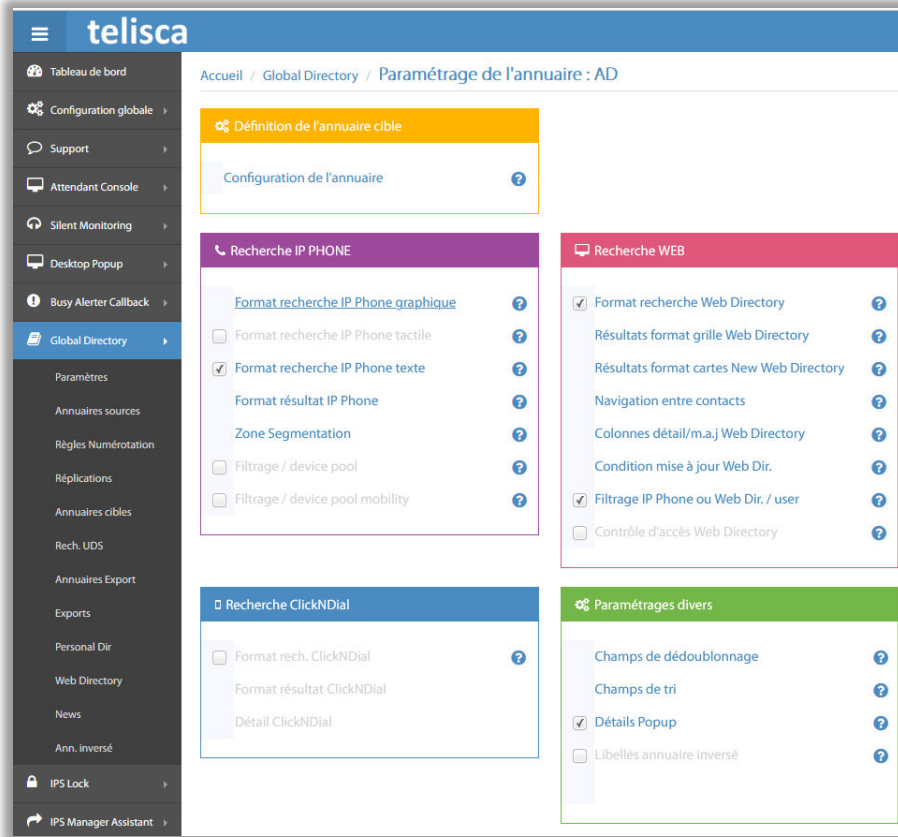 telisca
Tableau de bord
Configuration globale
Support
Attendant Console
Silent Monitoring
Desktop Popup
Busy Alerter Callback
Global Directory
Paramètres
Annuaires sources
Règles Numérotation
Réplications
Annuaires cibles
Rech. UDS
Annuaires Export
Exports
Personal Dir
Web Directory
News
Ann. inversé
IPS Lock
IPS Manager Assistant
Accueil / Global Directory / Paramétrage de l'annuaire : AD
Définition de l'annuaire cible
Configuration de l'annuaire
Recherche IP PHONE
Format recherche IP Phone graphique
Format recherche IP Phone tactile
Format recherche IP Phone texte
Format résultat IP Phone
Zone Segmentation
Filtrage / device pool
Filtrage / device pool mobility
Recherche WEB
Format recherche Web Directory
Résultats format grille Web Directory
Résultats format cartes New Web Directory
Navigation entre contacts
Colonnes détail/m.a.j Web Directory
Condition mise à jour Web Dir.
Filtrage IP Phone ou Web Dir. / user
Contrôle d'accès Web Directory
Recherche ClickNDial
Format rech. ClickNDial
Format résultat ClickNDial
Détail ClickNDial
Paramétrages divers
Champs de dédoublonnage
Champs de tri
Détails Popup
Libellés annuaire inversé